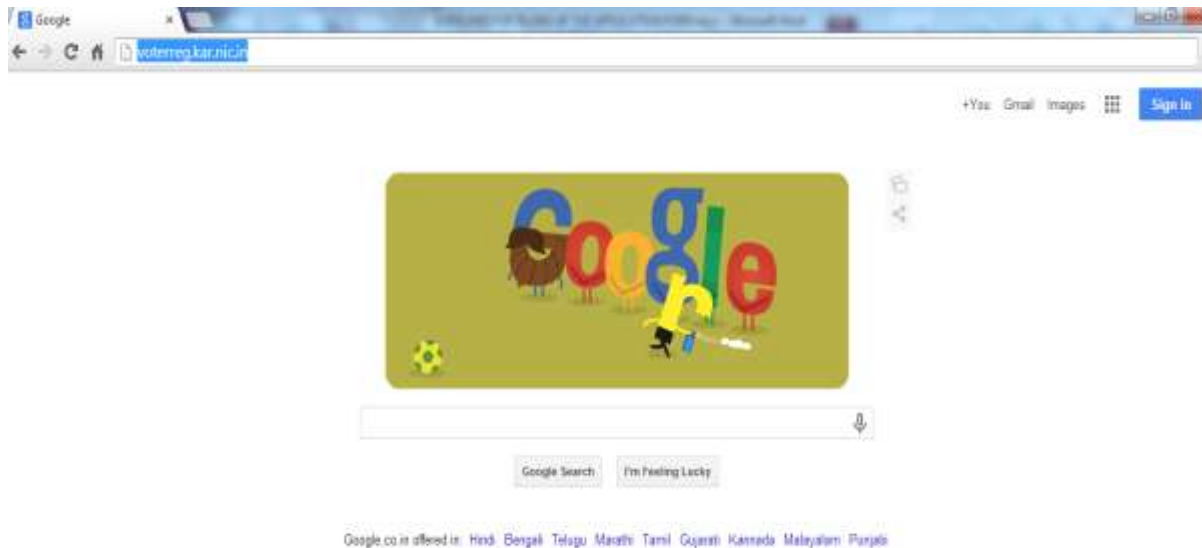 Google
voterreg.kar.nic.in
+You Gmail Images Sign in
Google
r
Google Search I'm Feeling Lucky
Google.co.in offered in: Hindi Bengali Telugu Marathi Tamil Gujarati Kannada Malayalam Punjabi